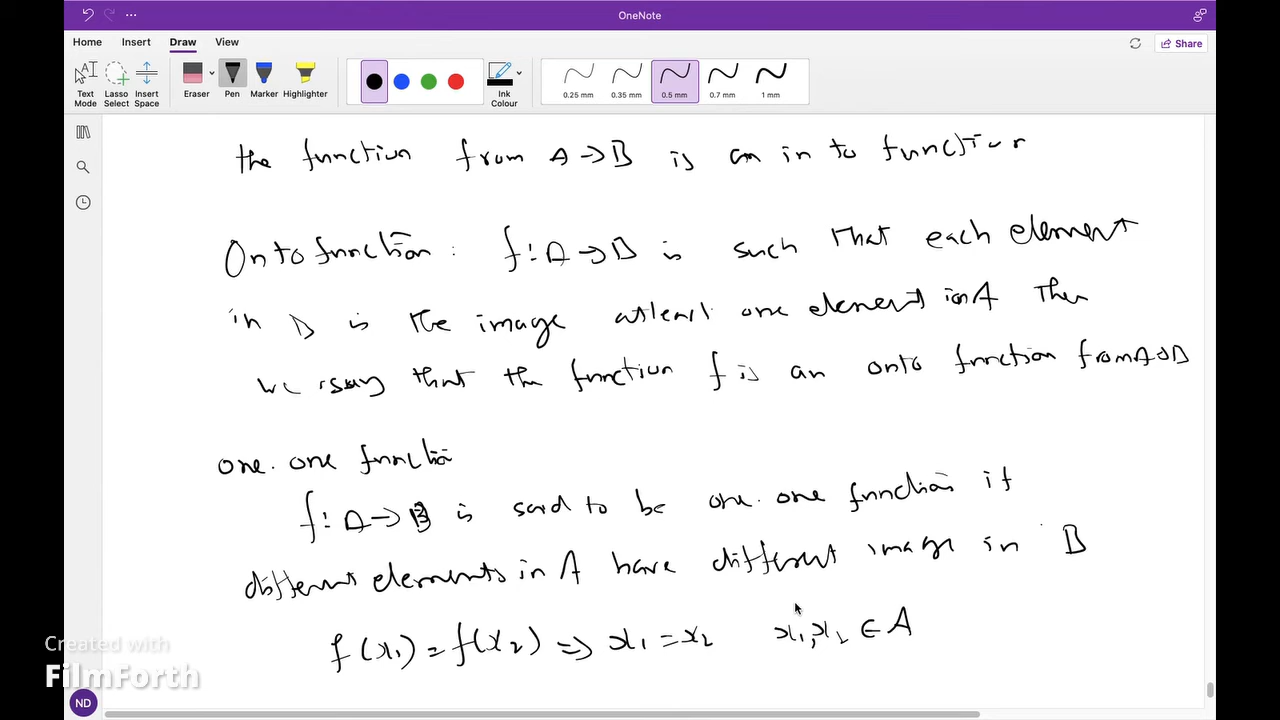 OneNote
Home Insert Draw View
Share
Text Mode Lasso Select Insert Space Eraser Pen Marker Highlighter Ink Colour 0.25 mm 0.35 mm 0.5 mm 0.7 mm 1 mm
the function from A → B is an in to function
Onto function : f : A → B is such that each element
in B is the image atleast one element in A then
we say that the function f is an onto function from A → B
one - one function
f : A → B is said to be one - one function if
different elements in A have different image in B
f(x₁) = f(x₂) ⇒ x₁ = x₂ x₁, x₂ ∈ A
Created with
FilmForth
ND